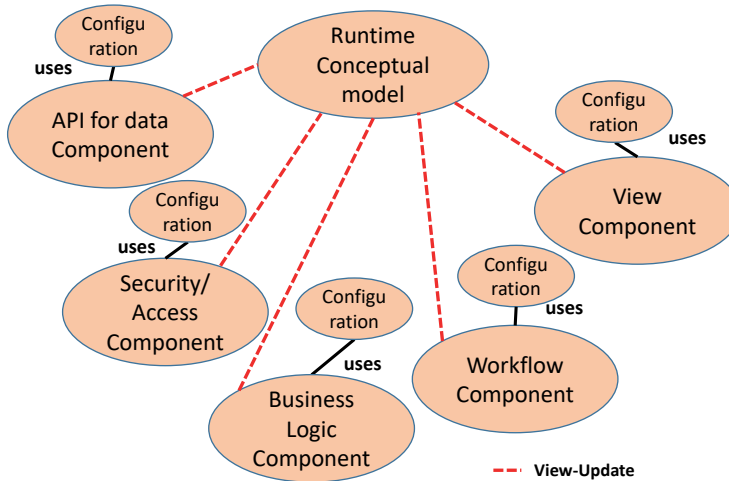 Configu
ration
uses
API for data
Component
Runtime
Conceptual
model
Configu
ration
uses
View
Component
Configu
ration
uses
Security/
Access
Component
Configu
ration
uses
Workflow
Component
Configu
ration
uses
Business
Logic
Component
View-Update